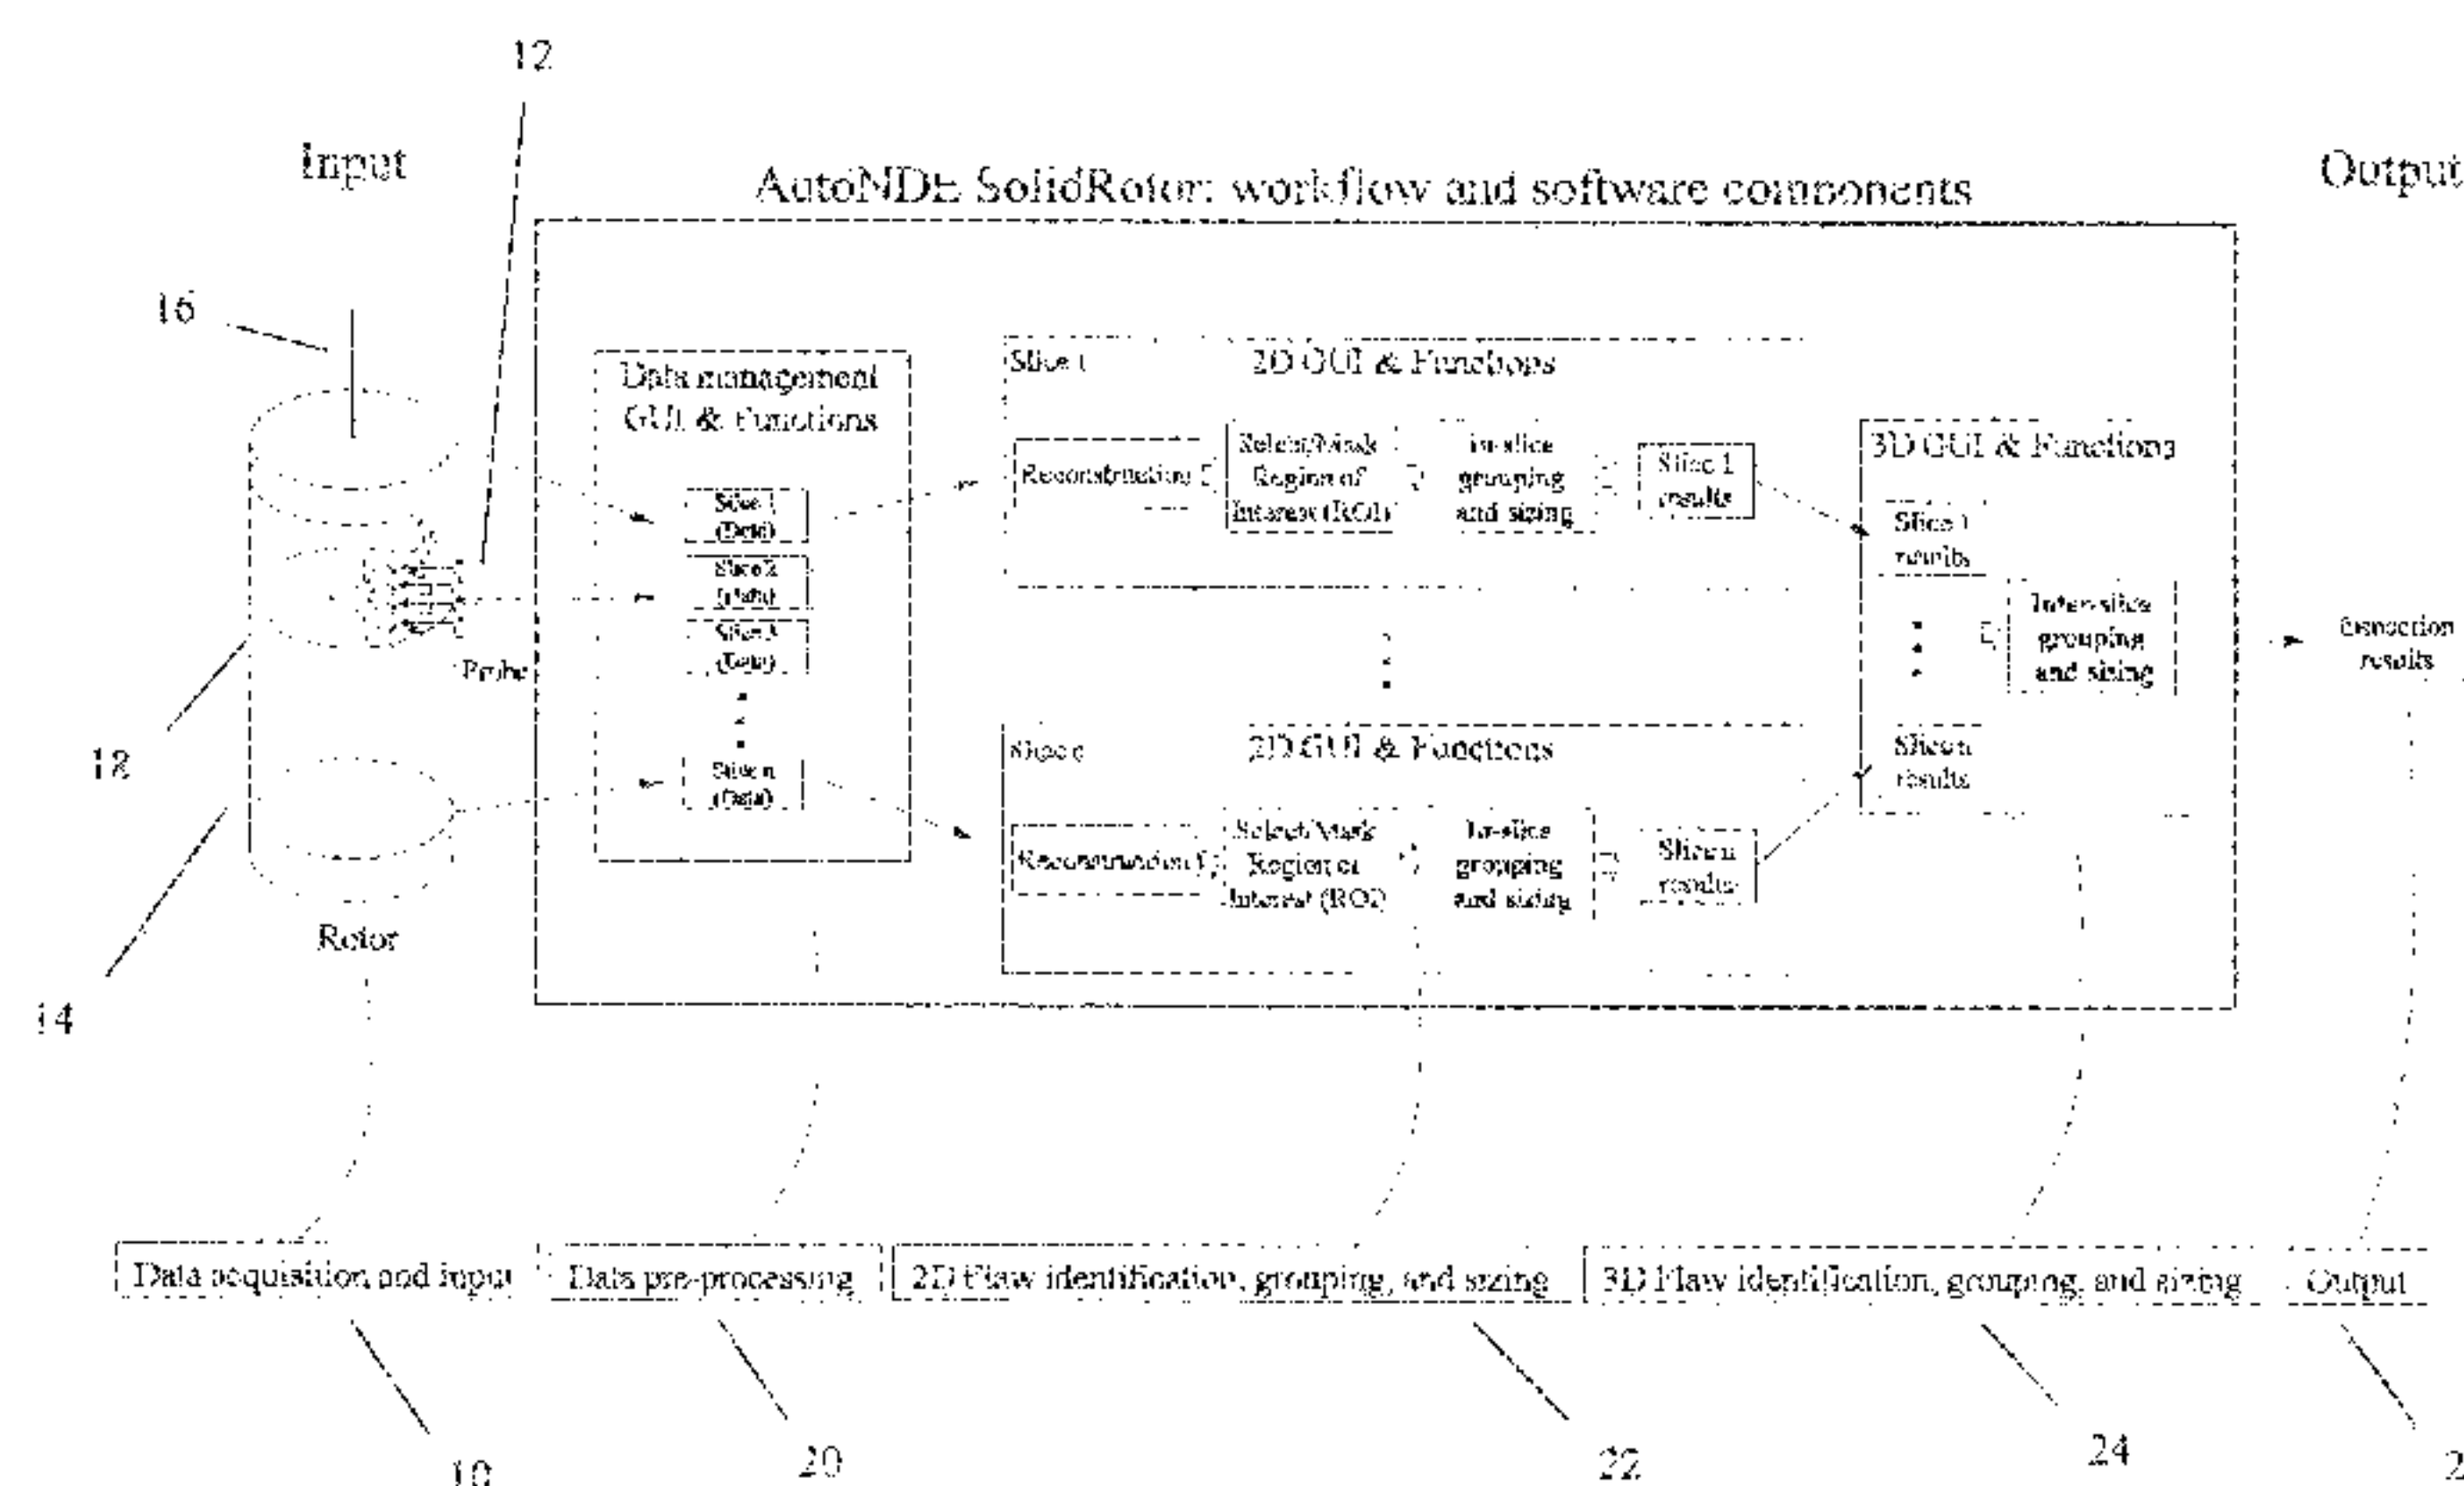 12
Input
AutoNDE SolidRotor: workflow and software components
Output
16
Data management
GUI & Functions
Slice 1
(Data)
Slice 2
(Data)
Slice 3
(Data)
Slice n
(Data)
Slice 1
2D GUI & Functions
Reconstruction
Select/Mask
Region of
Interest (ROI)
In-slice
grouping
and sizing
Slice 1
results
3D GUI & Functions
Slice 1
results
Inter-slice
grouping
and sizing
Slice n
results
results
Probe
18
14
Rotor
Slice n
2D GUI & Functions
Reconstruction
Select/Mask
Region of
Interest (ROI)
In-slice
grouping
and sizing
Slice n
results
Data acquisition and input
Data pre-processing
2D Flaw identification, grouping, and sizing
3D Flaw identification, grouping, and sizing
Output
10
20
22
24
2